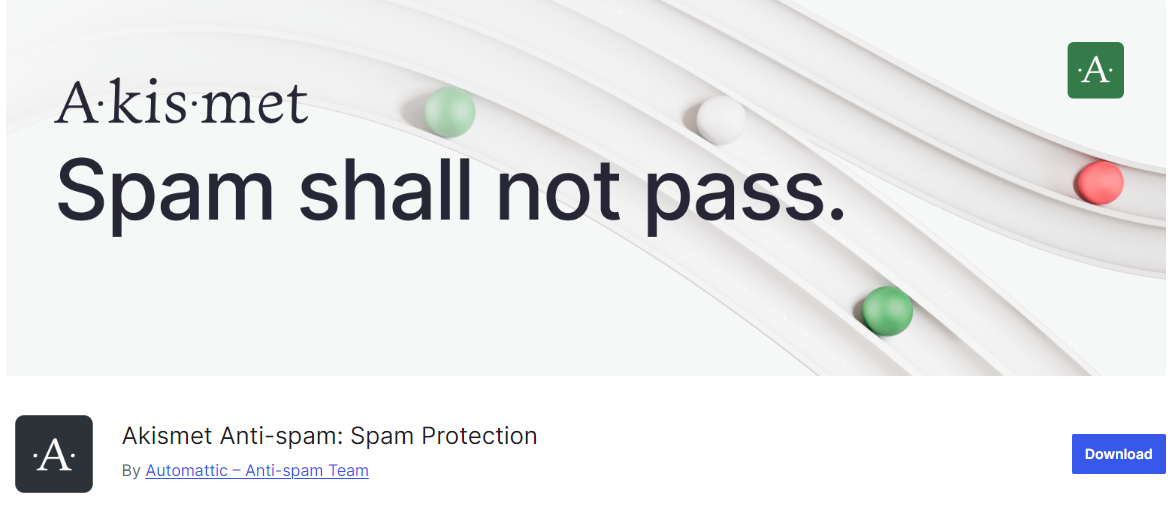 A·kis·met
·A·
Spam shall not pass.
·A·
Akismet Anti-spam: Spam Protection
By Automattic – Anti-spam Team
Download